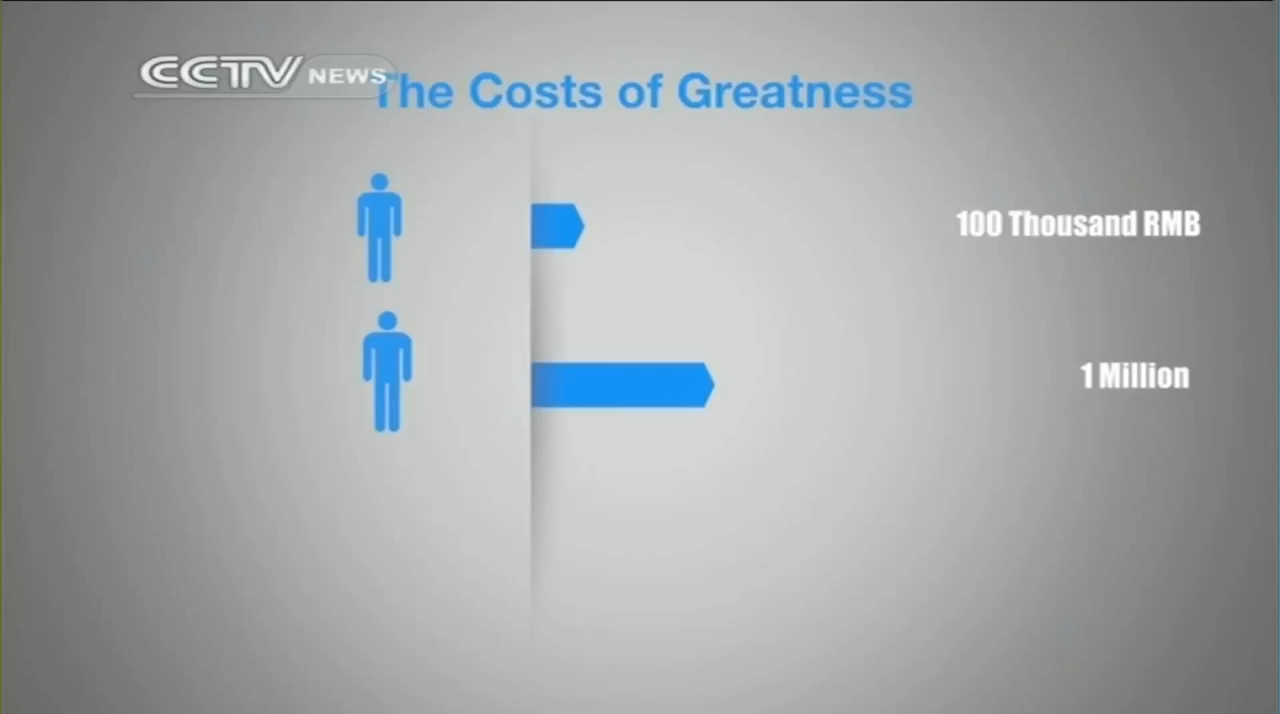 CCTV NEWS
The Costs of Greatness
100 Thousand RMB
1 Million